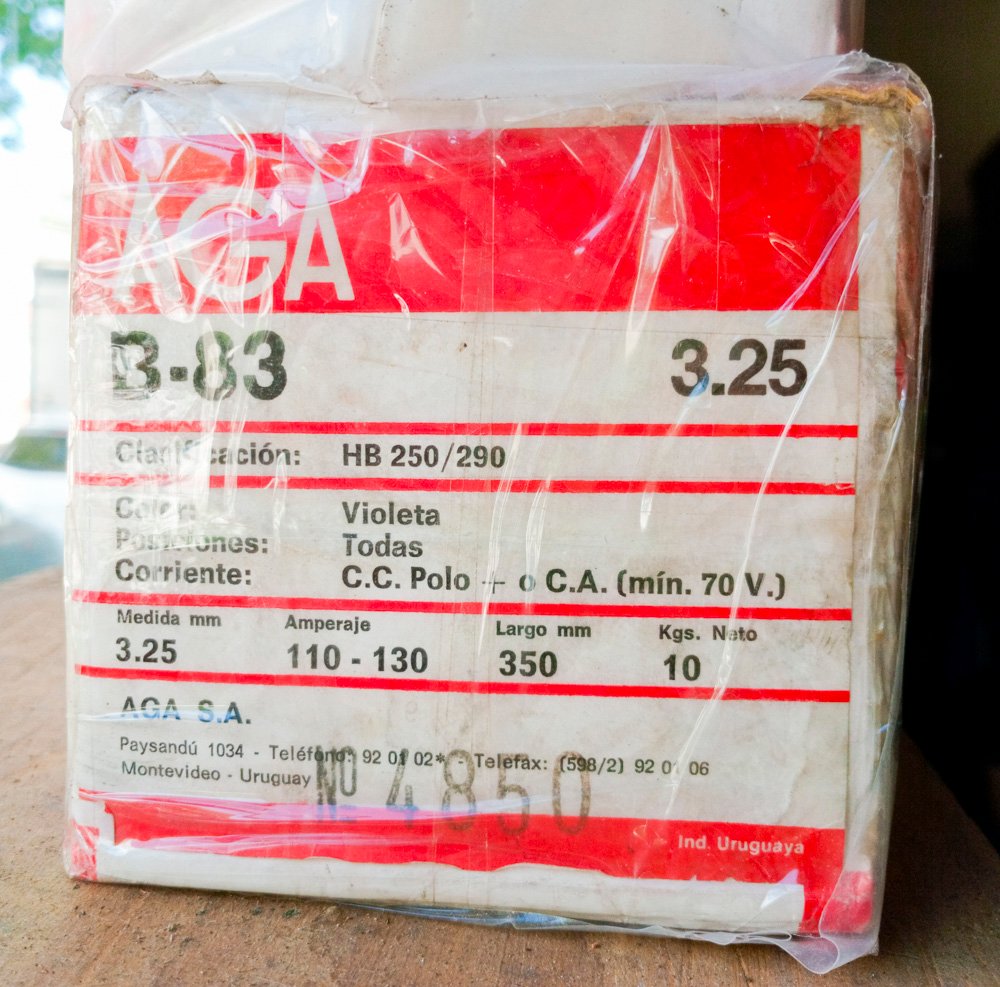 AGA
B-83 3.25
Clasificación: HB 250/290
Color: Violeta
Posiciones: Todas
Corriente: C.C. Polo + o C.A. (mín. 70 V.)
Medida mm Amperaje Largo mm Kgs. Neto
3.25 110 - 130 350 10
AGA S.A.
Paysandú 1034 - Teléfono: 92 01 02* - Telefax: (598/2) 92 01 06
Montevideo - Uruguay
Nº 4850
Ind. Uruguaya